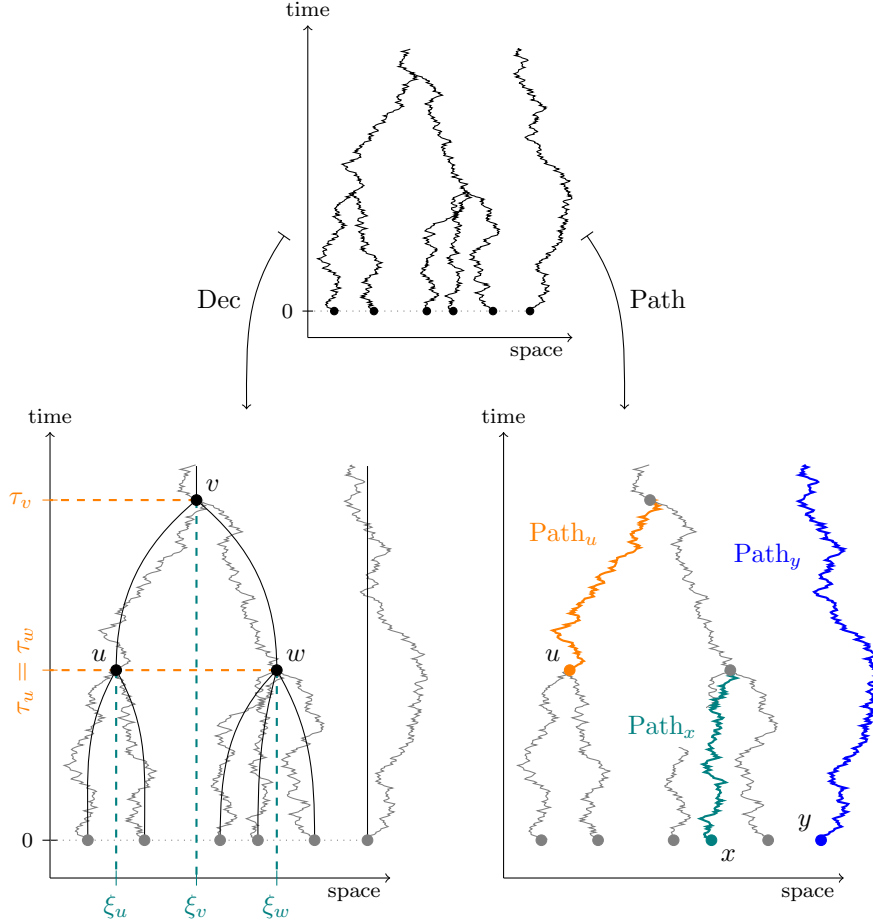 time
0
space
Dec
Path
time
τ_v
v
u
w
τ_u = τ_w
0
space
ξ_u
ξ_v
ξ_w
time
Path_u
Path_y
u
Path_x
y
x
space